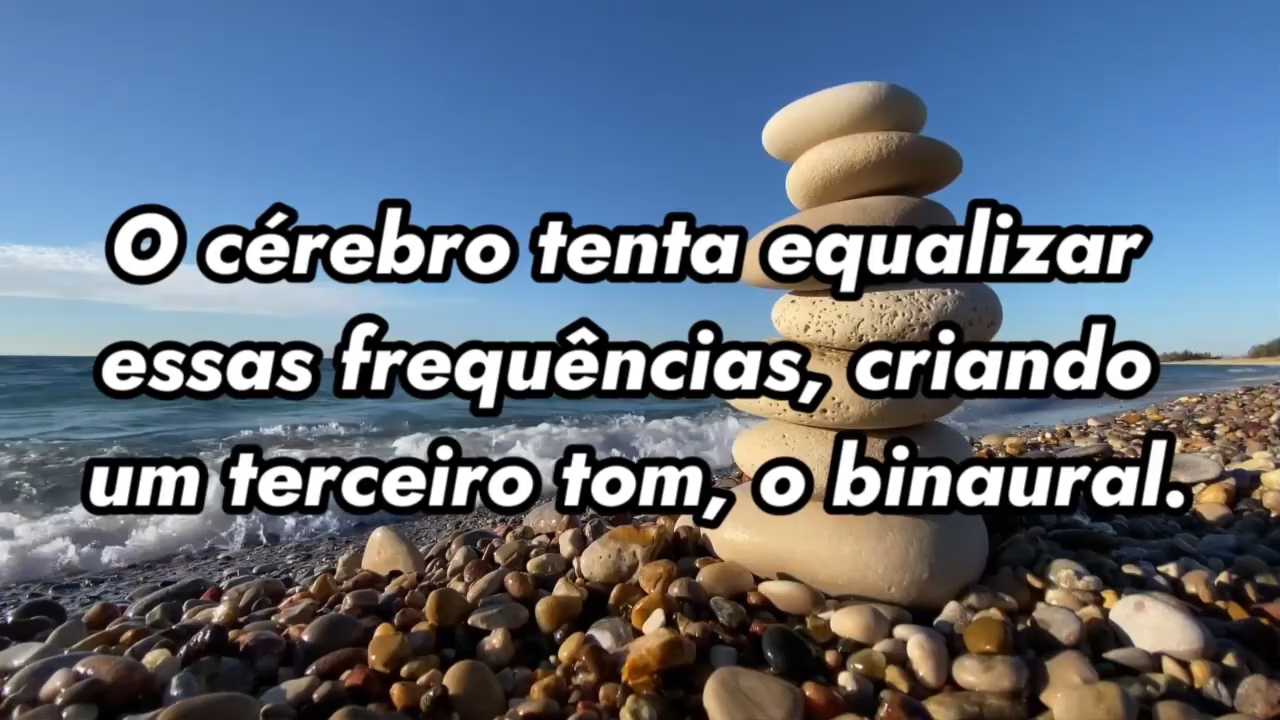 O cérebro tenta equalizar
essas frequências, criando
um terceiro tom, o binaural.